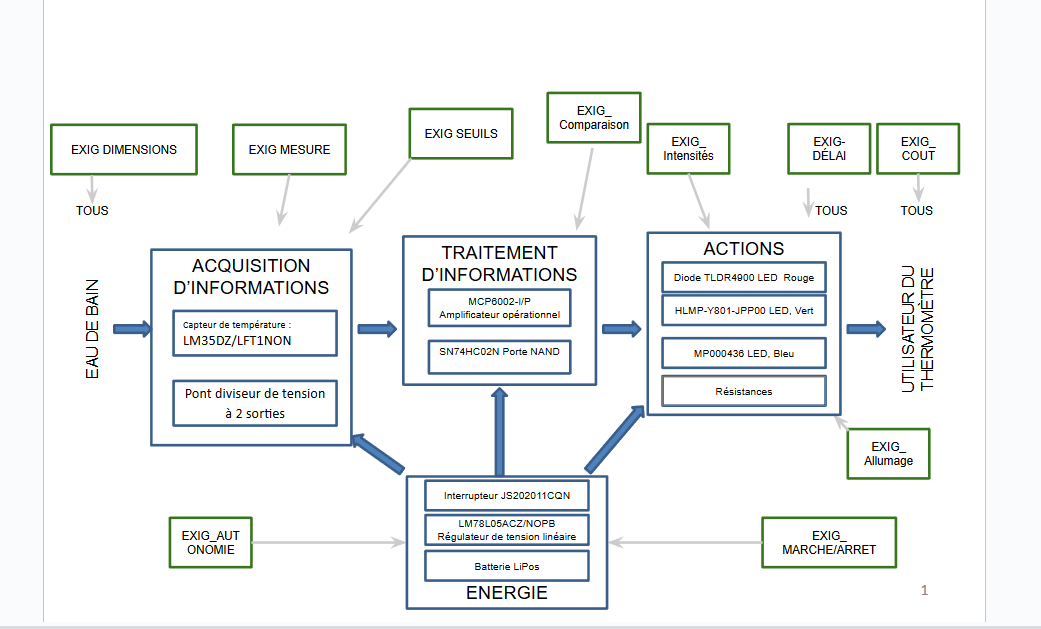 EXIG DIMENSIONS
EXIG MESURE
EXIG SEUILS
EXIG_
Comparaison
EXIG_
Intensités
EXIG-
DÉLAI
EXIG_
COUT
TOUS
TOUS
TOUS
EAU DE BAIN
ACQUISITION
D’INFORMATIONS
Capteur de température :
LM35DZ/LFT1NON
Pont diviseur de tension
à 2 sorties
TRAITEMENT
D’INFORMATIONS
MCP6002-I/P
Amplificateur opérationnel
SN74HC02N Porte NAND
ACTIONS
Diode TLDR4900 LED Rouge
HLMP-Y801-JPP00 LED, Vert
MP000436 LED, Bleu
Résistances
UTILISATEUR DU
THERMOMÈTRE
EXIG_
Allumage
EXIG_AUT
ONOMIE
Interrupteur JS202011CQN
LM78L05ACZ/NOPB
Régulateur de tension linéaire
Batterie LiPos
ENERGIE
EXIG_
MARCHE/ARRET
1